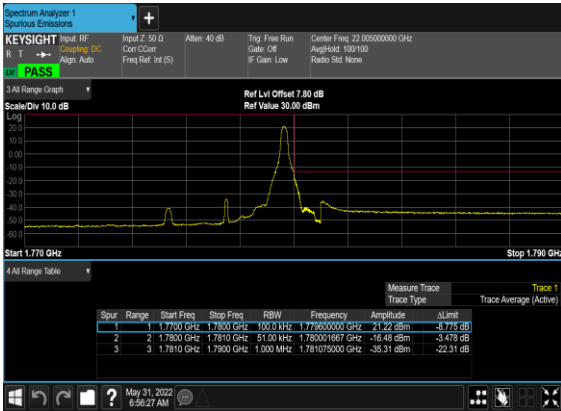 Spectrum Analyzer 1
Spurious Emissions
+
KEYSIGHT Input: RF Input Z: 50 Ω Atten: 40 dB Trig: Free Run Center Freq: 22.005000000 GHz
R T Coupling: DC Corr CCorr Gate: Off Avg|Hold: 100/100
Align: Auto Freq Ref: Int (S) IF Gain: Low Radio Std: None
LW PASS
3 All Range Graph
Ref Lvl Offset 7.80 dB
Scale/Div 10.0 dB Ref Value 30.00 dBm
Log
20.0
10.0
0.00
-10.0
-20.0
-30.0
-40.0
-50.0
-60.0
Start 1.770 GHz Stop 1.790 GHz
4 All Range Table
Measure Trace Trace 1
Trace Type Trace Average (Active)
Spur Range Start Freq Stop Freq RBW Frequency Amplitude ΔLimit
1 1 1.7700 GHz 1.7800 GHz 100.0 kHz 1.779600000 GHz 21.22 dBm -8.775 dB
2 2 1.7800 GHz 1.7810 GHz 51.00 kHz 1.780001667 GHz -16.48 dBm -3.478 dB
3 3 1.7810 GHz 1.7900 GHz 1.000 MHz 1.781075000 GHz -35.31 dBm -22.31 dB
? May 31, 2022
6:56:27 AM